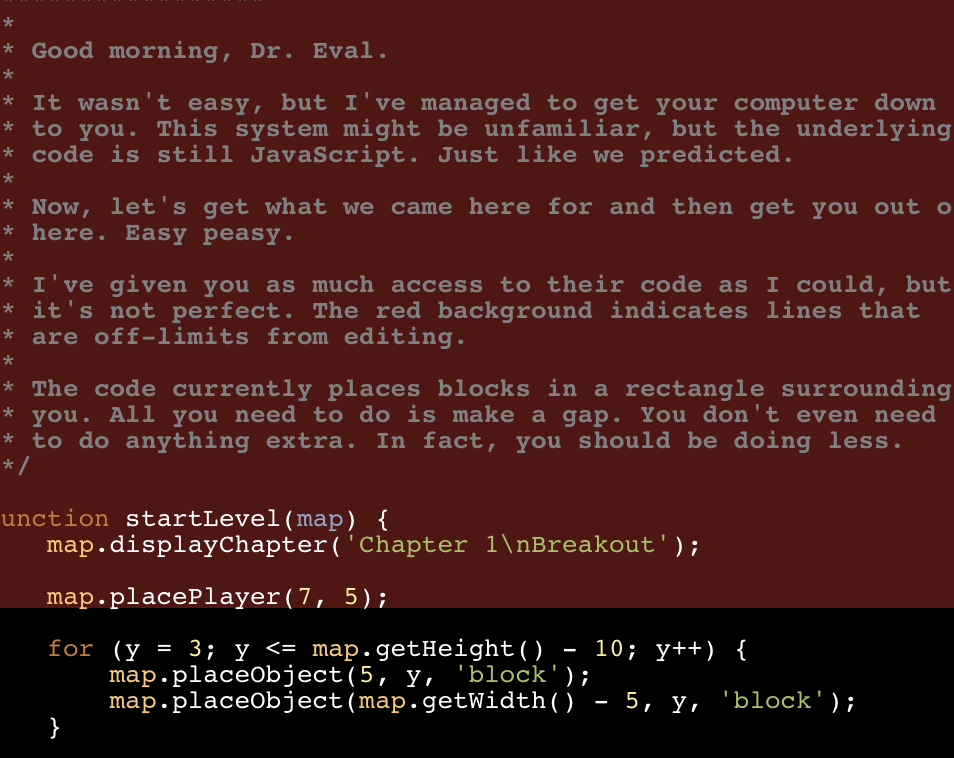 *
* Good morning, Dr. Eval.
*
* It wasn't easy, but I've managed to get your computer down
* to you. This system might be unfamiliar, but the underlying
* code is still JavaScript. Just like we predicted.
*
* Now, let's get what we came here for and then get you out o
* here. Easy peasy.
*
* I've given you as much access to their code as I could, but
* it's not perfect. The red background indicates lines that
* are off-limits from editing.
*
* The code currently places blocks in a rectangle surrounding
* you. All you need to do is make a gap. You don't even need
* to do anything extra. In fact, you should be doing less.
*/
unction startLevel(map) {
map.displayChapter('Chapter 1\nBreakout');
map.placePlayer(7, 5);
for (y = 3; y <= map.getHeight() - 10; y++) {
map.placeObject(5, y, 'block');
map.placeObject(map.getWidth() - 5, y, 'block');
}